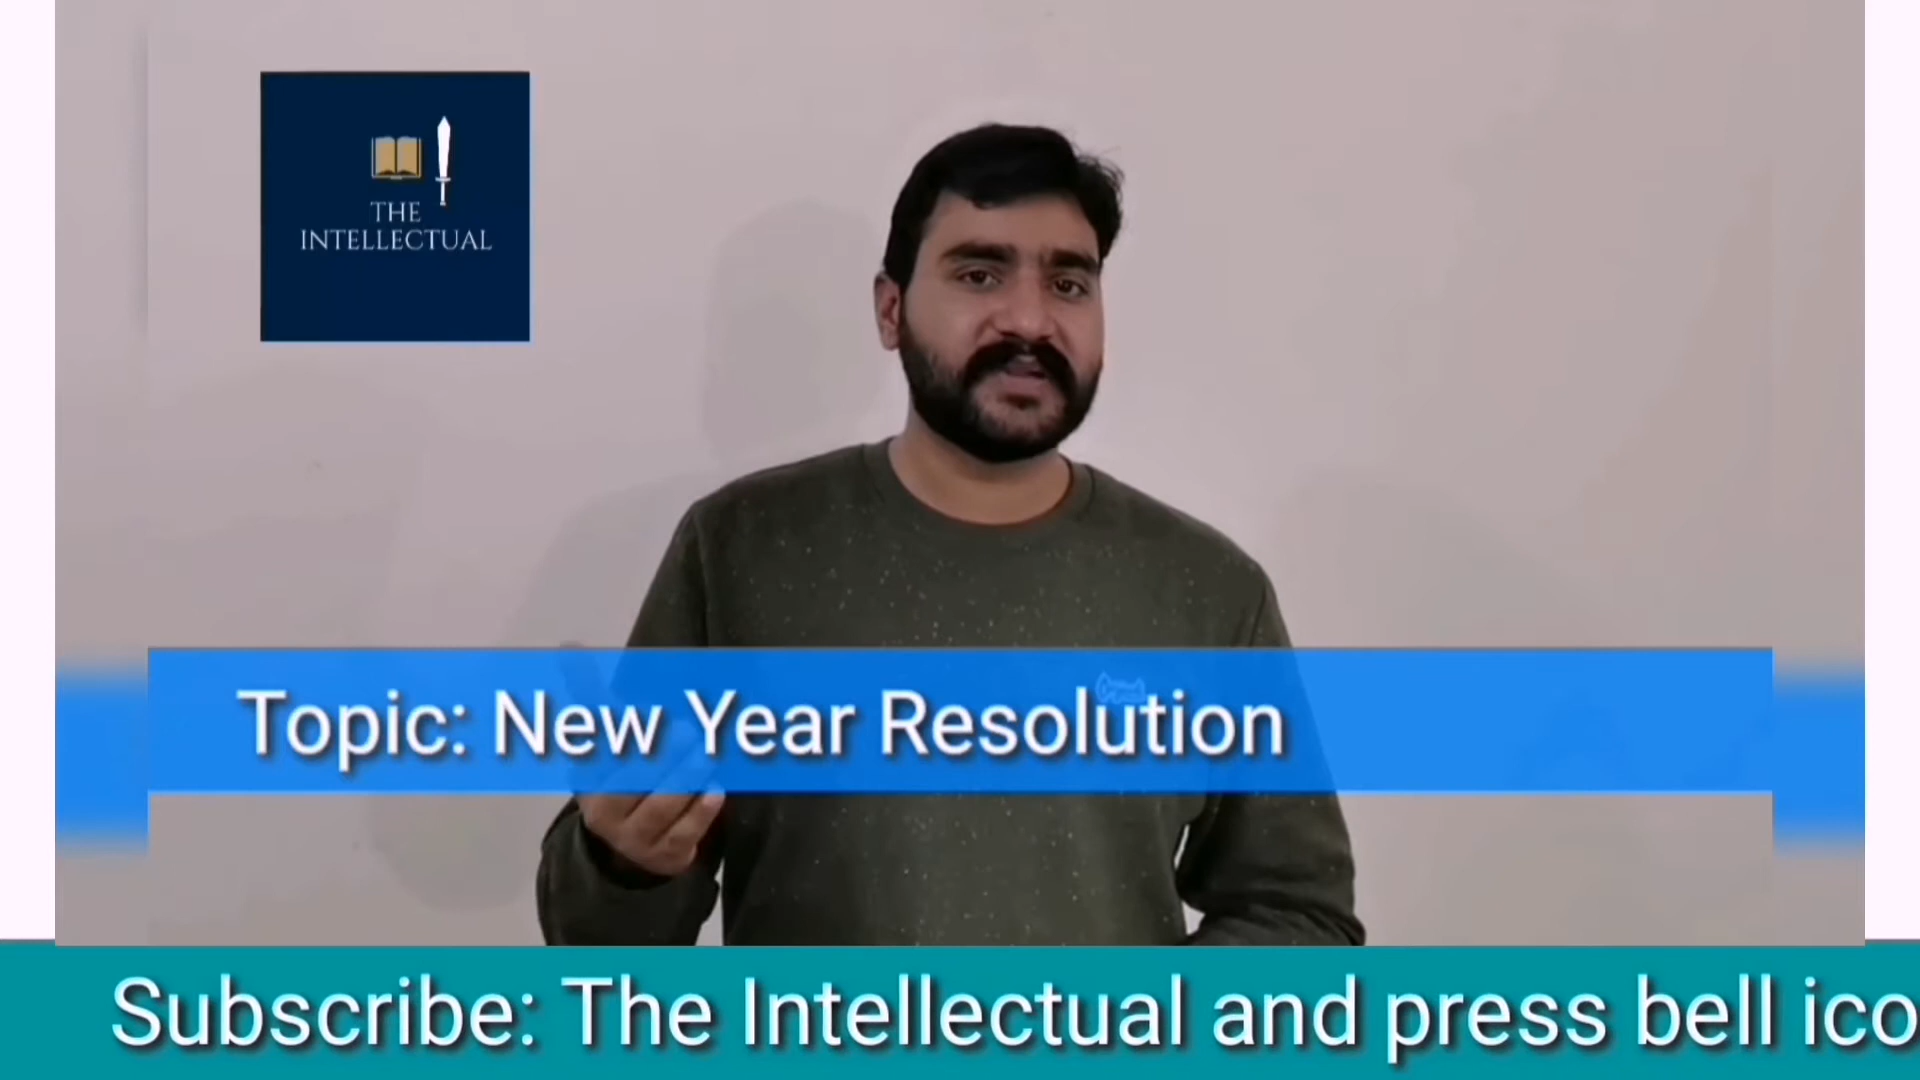 THE
INTELLECTUAL
Topic: New Year Resolution
Subscribe: The Intellectual and press bell ico